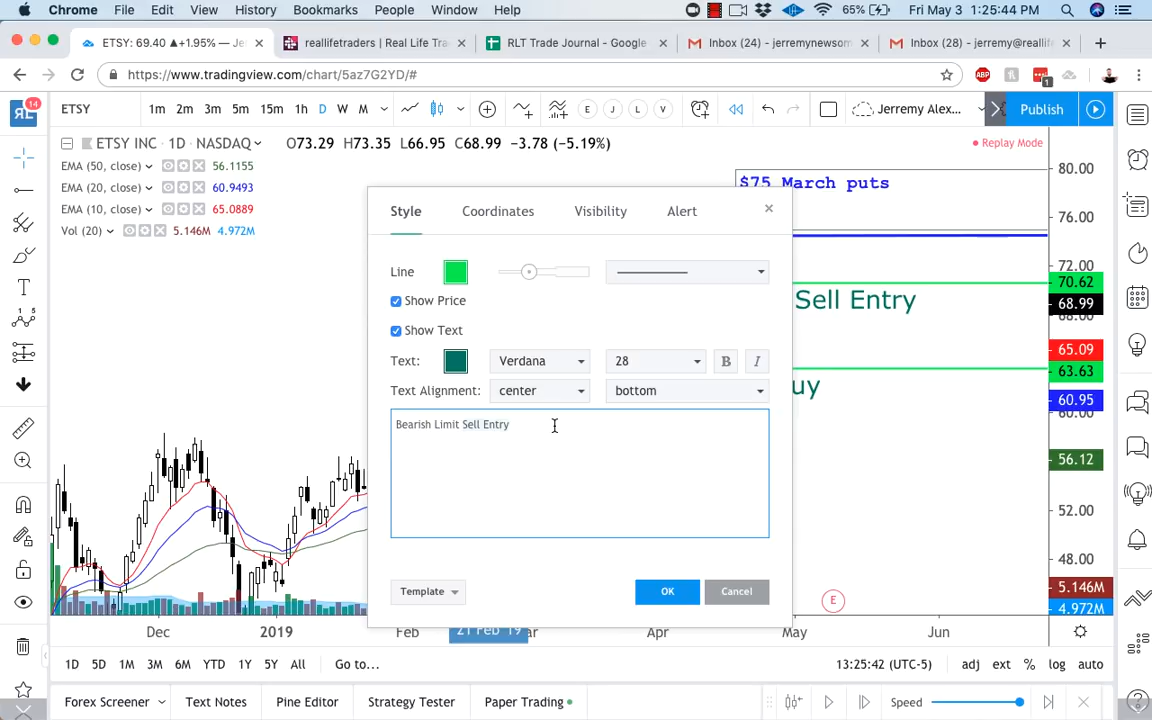 Chrome File Edit View History Bookmarks People Window Help 65% Fri May 3 1:25:44 PM
ETSY: 69.40 ▲+1.95% — Je
reallifetraders | Real Life Tra
RLT Trade Journal - Google
Inbox (24) - jeremynewsom
Inbox (28) - jeremy@reallif
https://www.tradingview.com/chart/5az7G2YD/#
ABP
1
14
RL
ETSY 1m 2m 3m 5m 15m 1h D W M E J L V Jeremy Alex... Publish
ETSY INC · 1D · NASDAQ O73.29 H73.35 L66.95 C68.99 −3.78 (−5.19%)
Replay Mode
EMA (50, close) 56.1155
EMA (20, close) 60.9493
EMA (10, close) 65.0889
Vol (20) 5.146M 4.972M
$75 March puts
Sell Entry
uy
80.00
76.00
72.00
70.62
68.99
68.00
65.09
63.63
60.95
60.00
56.12
52.00
48.00
5.146M
4.972M
Style Coordinates Visibility Alert ×
Line
Show Price
Show Text
Text: Verdana 28 B I
Text Alignment: center bottom
Bearish Limit Sell Entry
Template OK Cancel
E
Dec 2019 Feb 21 Feb '19 ar Apr May Jun
1D 5D 1M 3M 6M YTD 1Y 5Y All Go to... 13:25:42 (UTC-5) adj ext % log auto
Forex Screener Text Notes Pine Editor Strategy Tester Paper Trading Speed